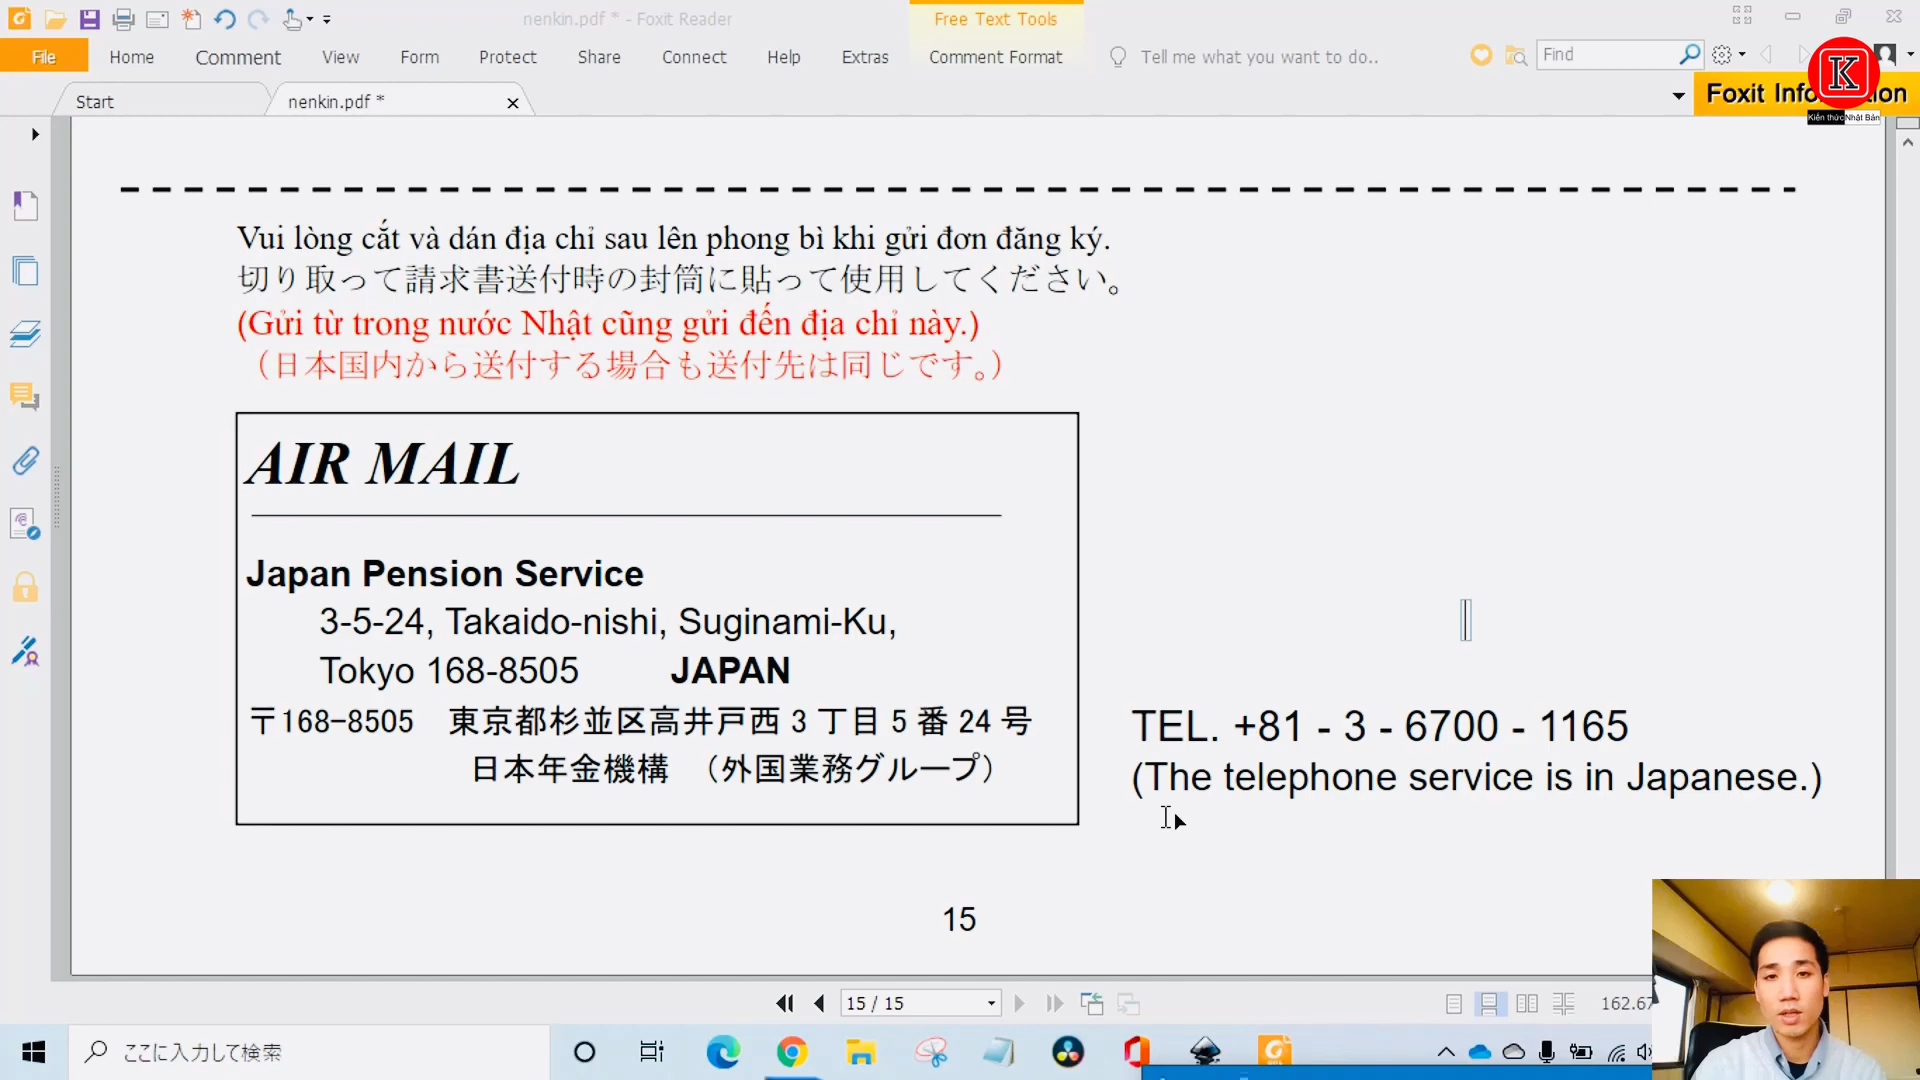 nenkin.pdf * - Foxit Reader
Free Text Tools
File
Home
Comment
View
Form
Protect
Share
Connect
Help
Extras
Comment Format
Tell me what you want to do..
Find
K
Start
nenkin.pdf *
Foxit Info
on
Kiến thức Nhật Bản
Vui lòng cắt và dán địa chỉ sau lên phong bì khi gửi đơn đăng ký.
切り取って請求書送付時の封筒に貼って使用してください。
(Gửi từ trong nước Nhật cũng gửi đến địa chỉ này.)
（日本国内から送付する場合も送付先は同じです。）
AIR MAIL
Japan Pension Service
3-5-24, Takaido-nishi, Suginami-Ku,
Tokyo 168-8505 JAPAN
〒168-8505 東京都杉並区高井戸西 3 丁目 5 番 24 号
日本年金機構 （外国業務グループ）
TEL. +81 - 3 - 6700 - 1165
(The telephone service is in Japanese.)
15
15 / 15
162.67
ここに入力して検索